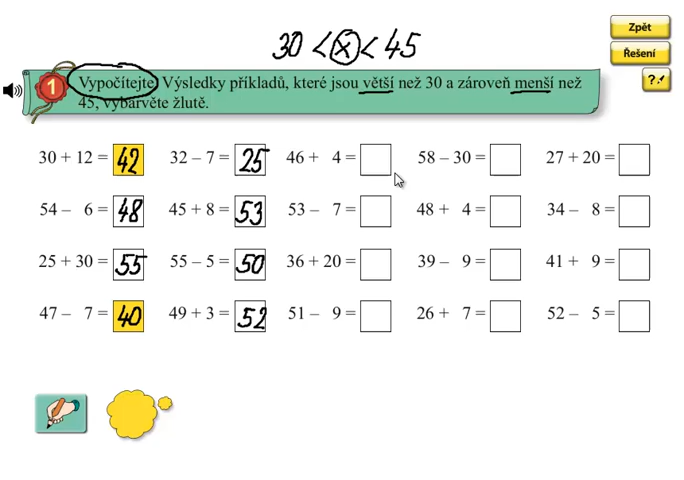 30 < x < 45
Zpět
Řešení
?
1 Vypočítejte. Výsledky příkladů, které jsou větší než 30 a zároveň menší než
45, vybarvěte žlutě.
30 + 12 = 42 32 – 7 = 25 46 + 4 = 58 – 30 = 27 + 20 =
54 – 6 = 48 45 + 8 = 53 53 – 7 = 48 + 4 = 34 – 8 =
25 + 30 = 55 55 – 5 = 50 36 + 20 = 39 – 9 = 41 + 9 =
47 – 7 = 40 49 + 3 = 52 51 – 9 = 26 + 7 = 52 – 5 =